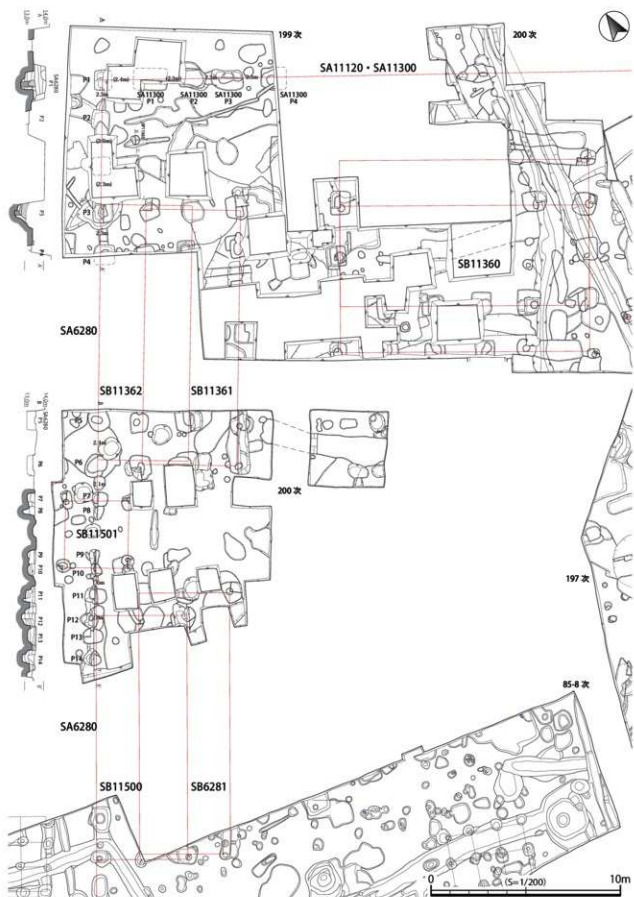 199 次
200 次
SA11120・SA11300
P1
SA11300
P1
SA11300
P2
SA11300
P3
SA11300
P4
P2
P3
P4
SB11360
SA6280
SB11362
SB11361
P5
P6
P7
P8
200 次
SB11501
P9
P10
P11
P12
P13
P14
197 次
85-8 次
SA6280
SB11500
SB6281
0
10m
(S=1/200)